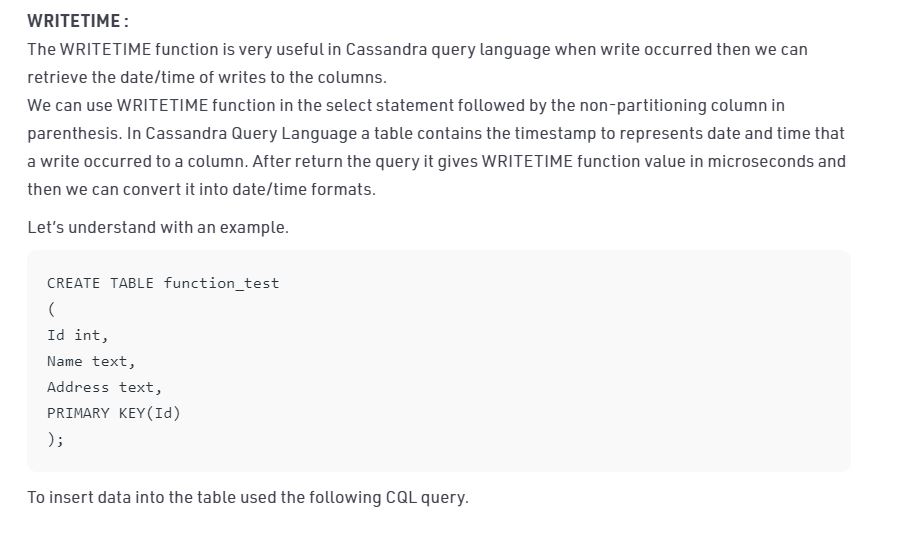 WRITETIME :
The WRITETIME function is very useful in Cassandra query language when write occurred then we can
retrieve the date/time of writes to the columns.
We can use WRITETIME function in the select statement followed by the non-partitioning column in
parenthesis. In Cassandra Query Language a table contains the timestamp to represents date and time that
a write occurred to a column. After return the query it gives WRITETIME function value in microseconds and
then we can convert it into date/time formats.
Let's understand with an example.
CREATE TABLE function_test
(
Id int,
Name text,
Address text,
PRIMARY KEY(Id)
);
To insert data into the table used the following CQL query.